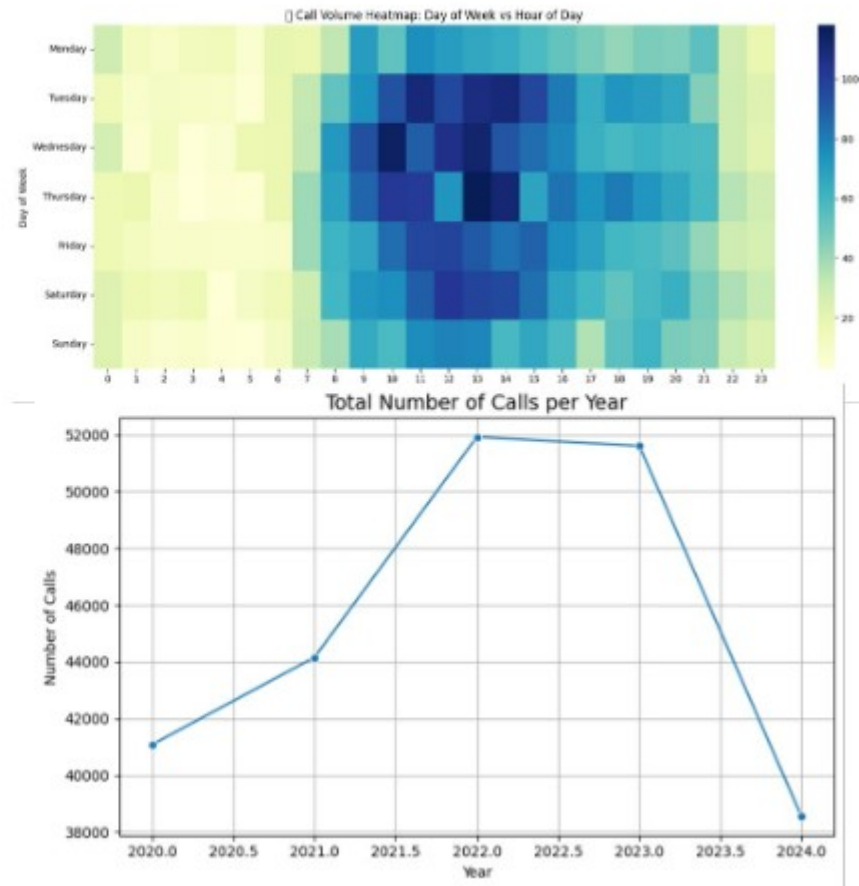 ▯ Call Volume Heatmap: Day of Week vs Hour of Day
Monday
Tuesday
Wednesday
Thursday
Friday
Saturday
Sunday
Day of Week
0 1 2 3 4 5 6 7 8 9 10 11 12 13 14 15 16 17 18 19 20 21 22 23
100
80
60
40
20
Total Number of Calls per Year
52000
50000
48000
46000
44000
42000
40000
38000
Number of Calls
2020.0 2020.5 2021.0 2021.5 2022.0 2022.5 2023.0 2023.5 2024.0
Year